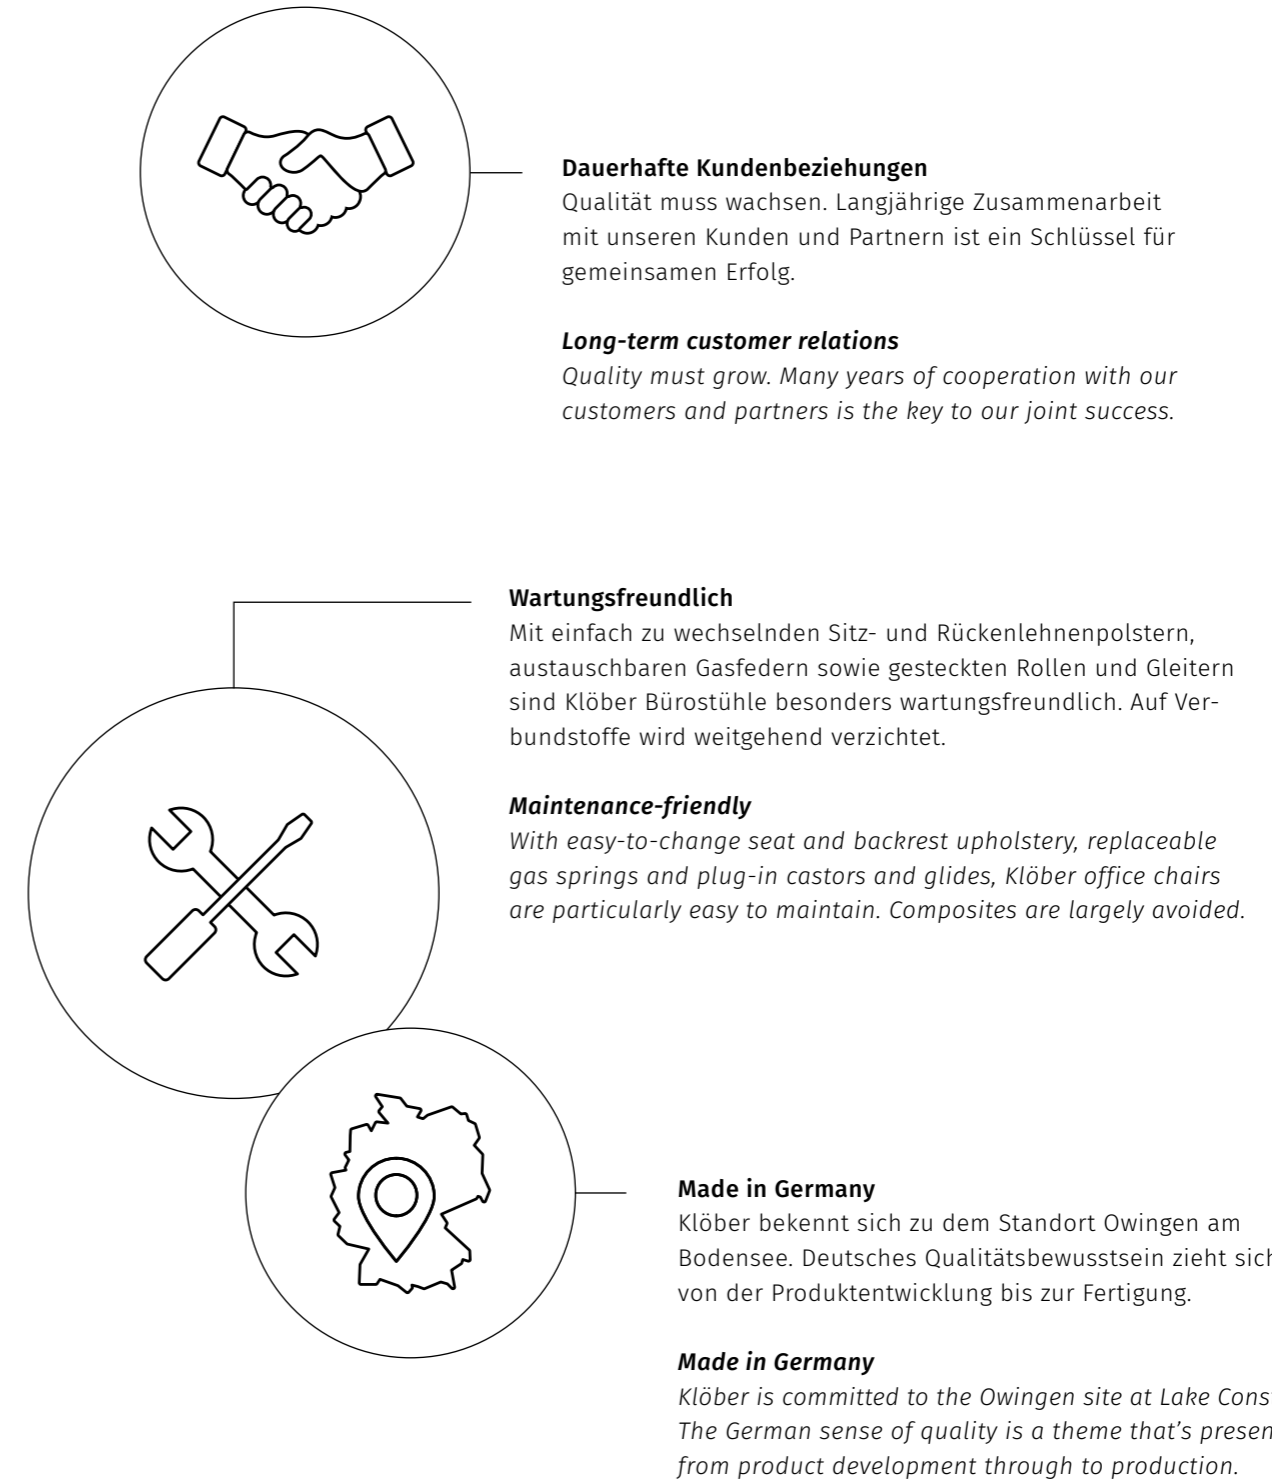 Dauerhafte Kundenbeziehungen
Qualität muss wachsen. Langjährige Zusammenarbeit
mit unseren Kunden und Partnern ist ein Schlüssel für
gemeinsamen Erfolg.
Long-term customer relations
Quality must grow. Many years of cooperation with our
customers and partners is the key to our joint success.
Wartungsfreundlich
Mit einfach zu wechselnden Sitz- und Rückenlehnenpolstern,
austauschbaren Gasfedern sowie gesteckten Rollen und Gleitern
sind Klöber Bürostühle besonders wartungsfreundlich. Auf Ver-
bundstoffe wird weitgehend verzichtet.
Maintenance-friendly
With easy-to-change seat and backrest upholstery, replaceable
gas springs and plug-in castors and glides, Klöber office chairs
are particularly easy to maintain. Composites are largely avoided.
Made in Germany
Klöber bekennt sich zu dem Standort Owingen am
Bodensee. Deutsches Qualitätsbewusstsein zieht sich
von der Produktentwicklung bis zur Fertigung.
Made in Germany
Klöber is committed to the Owingen site at Lake
The German sense of quality is a theme that's
from product development through to production.